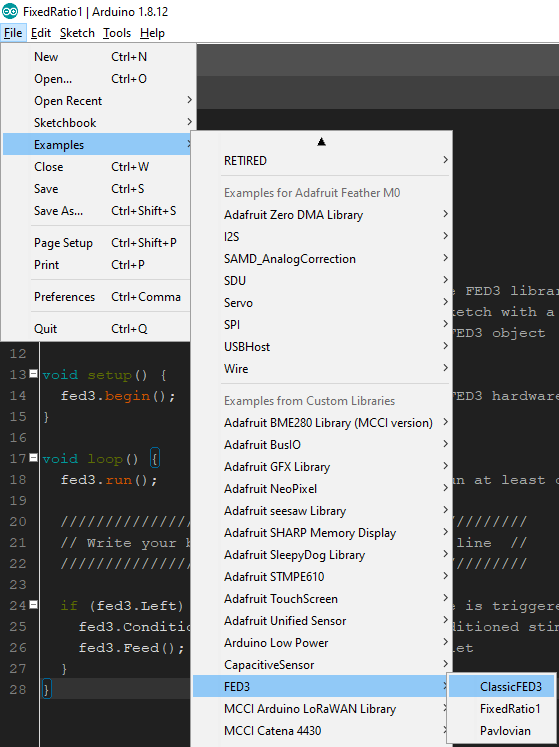 FixedRatio1 | Arduino 1.8.12
File Edit Sketch Tools Help
New Ctrl+N
Open... Ctrl+O
Open Recent
Sketchbook
Examples
Close Ctrl+W
Save Ctrl+S
Save As... Ctrl+Shift+S
Page Setup Ctrl+Shift+P
Print Ctrl+P
Preferences Ctrl+Comma
Quit Ctrl+Q
RETIRED
Examples for Adafruit Feather M0
Adafruit Zero DMA Library
I2S
SAMD_AnalogCorrection
SDU
Servo
SPI
USBHost
Wire
Examples from Custom Libraries
Adafruit BME280 Library (MCCI version)
Adafruit BusIO
Adafruit GFX Library
Adafruit NeoPixel
Adafruit seesaw Library
Adafruit SHARP Memory Display
Adafruit SleepyDog Library
Adafruit STMPE610
Adafruit TouchScreen
Adafruit Unified Sensor
Arduino Low Power
CapacitiveSensor
FED3
MCCI Arduino LoRaWAN Library
MCCI Catena 4430
ClassicFED3
FixedRatio1
Pavlovian
FED3 librar
etch with a
FED3 object
12
13 void setup() {
14 fed3.begin(); FED3 hardware
15 }
16
17 void loop() {
18 fed3.run(); n at least o
19
20 ////////////// /////////
21 // Write your line //
22 ////////////// /////////
23
24 if (fed3.Left) e is triggere
25 fed3.Conditio ditioned stim
26 fed3.Feed(); let
27 }
28 }